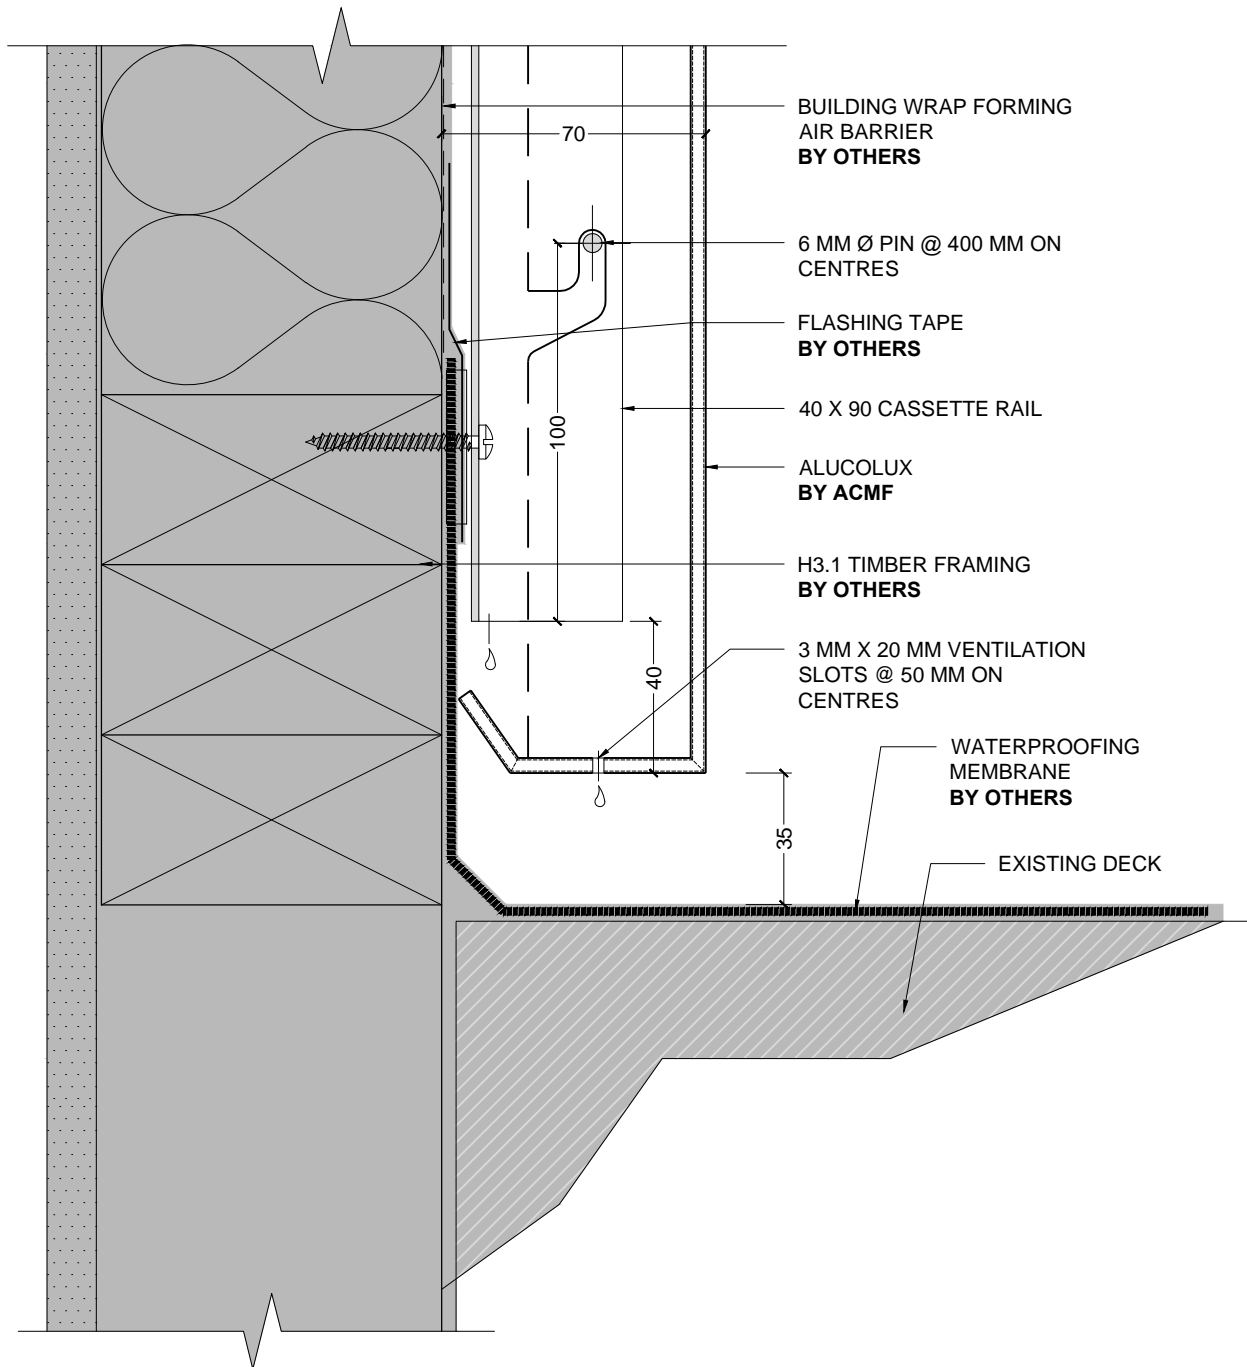 BUILDING WRAP FORMING
AIR BARRIER
BY OTHERS
70
6 MM Ø PIN @ 400 MM ON
CENTRES
FLASHING TAPE
BY OTHERS
40 X 90 CASSETTE RAIL
100
ALUCOLUX
BY ACMF
H3.1 TIMBER FRAMING
BY OTHERS
3 MM X 20 MM VENTILATION
SLOTS @ 50 MM ON
CENTRES
40
WATERPROOFING
MEMBRANE
BY OTHERS
35
EXISTING DECK